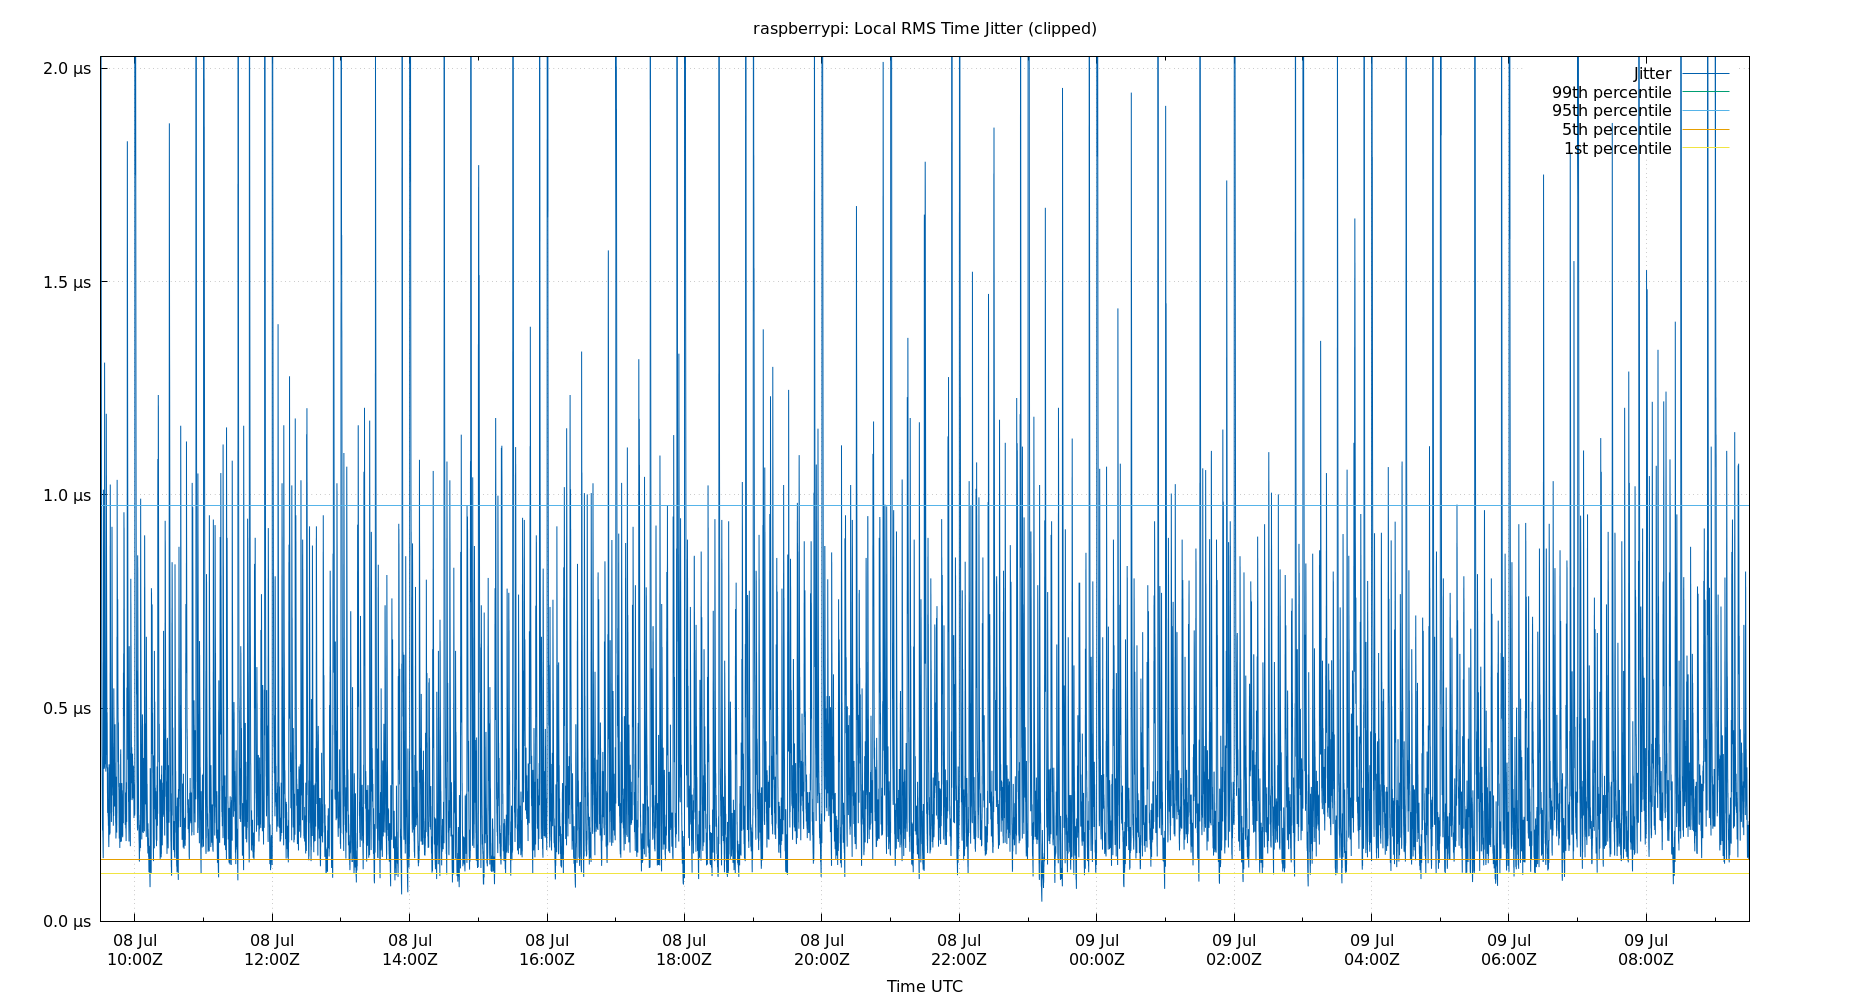 raspberrypi: Local RMS Time Jitter (clipped)
2.0 μs
1.5 μs
1.0 μs
0.5 μs
0.0 μs
Jitter
99th percentile
95th percentile
5th percentile
1st percentile
08 Jul 08 Jul 08 Jul 08 Jul 08 Jul 08 Jul 08 Jul 09 Jul 09 Jul 09 Jul 09 Jul 09 Jul
10:00Z 12:00Z 14:00Z 16:00Z 18:00Z 20:00Z 22:00Z 00:00Z 02:00Z 04:00Z 06:00Z 08:00Z
Time UTC